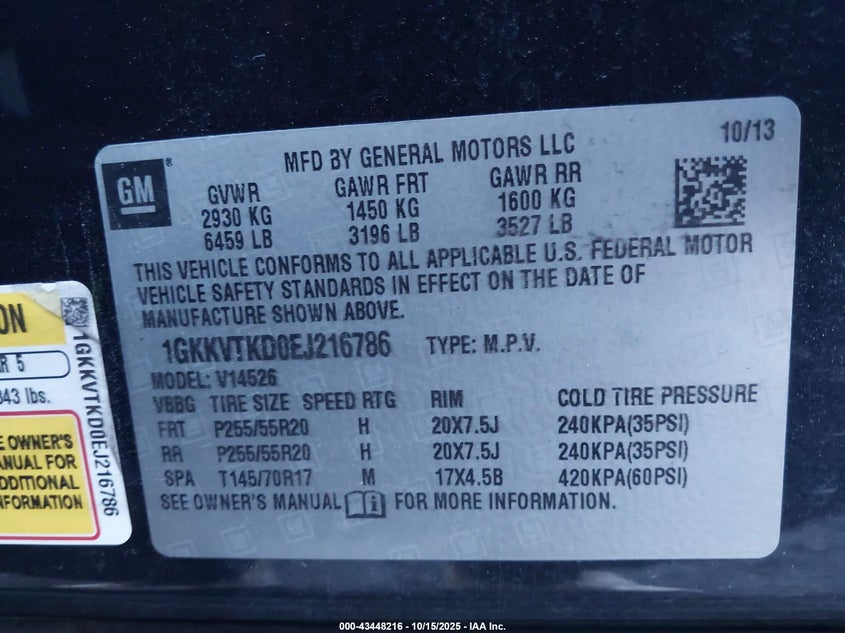 10/13
MFD BY GENERAL MOTORS LLC
GM®
GVWR GAWR FRT GAWR RR
2930 KG 1450 KG 1600 KG
6459 LB 3196 LB 3527 LB
THIS VEHICLE CONFORMS TO ALL APPLICABLE U.S. FEDERAL MOTOR
VEHICLE SAFETY STANDARDS IN EFFECT ON THE DATE OF
MANUFACTURE SHOWN ABOVE.
1GKKVTKD0EJ216786 TYPE: M.P.V.
MODEL: V14526
VBBG TIRE SIZE SPEED RTG RIM COLD TIRE PRESSURE
FRT P255/55R20 H 20X7.5J 240KPA(35PSI)
RR P255/55R20 H 20X7.5J 240KPA(35PSI)
SPA T145/70R17 M 17X4.5B 420KPA(60PSI)
SEE OWNER'S MANUAL FOR MORE INFORMATION.
ON
R 5
343 lbs.
E OWNER'S
ANUAL FOR
DDITIONAL
FORMATION
1GKKVTKD0EJ216786
000-43448216 - 10/15/2025 - IAA Inc.